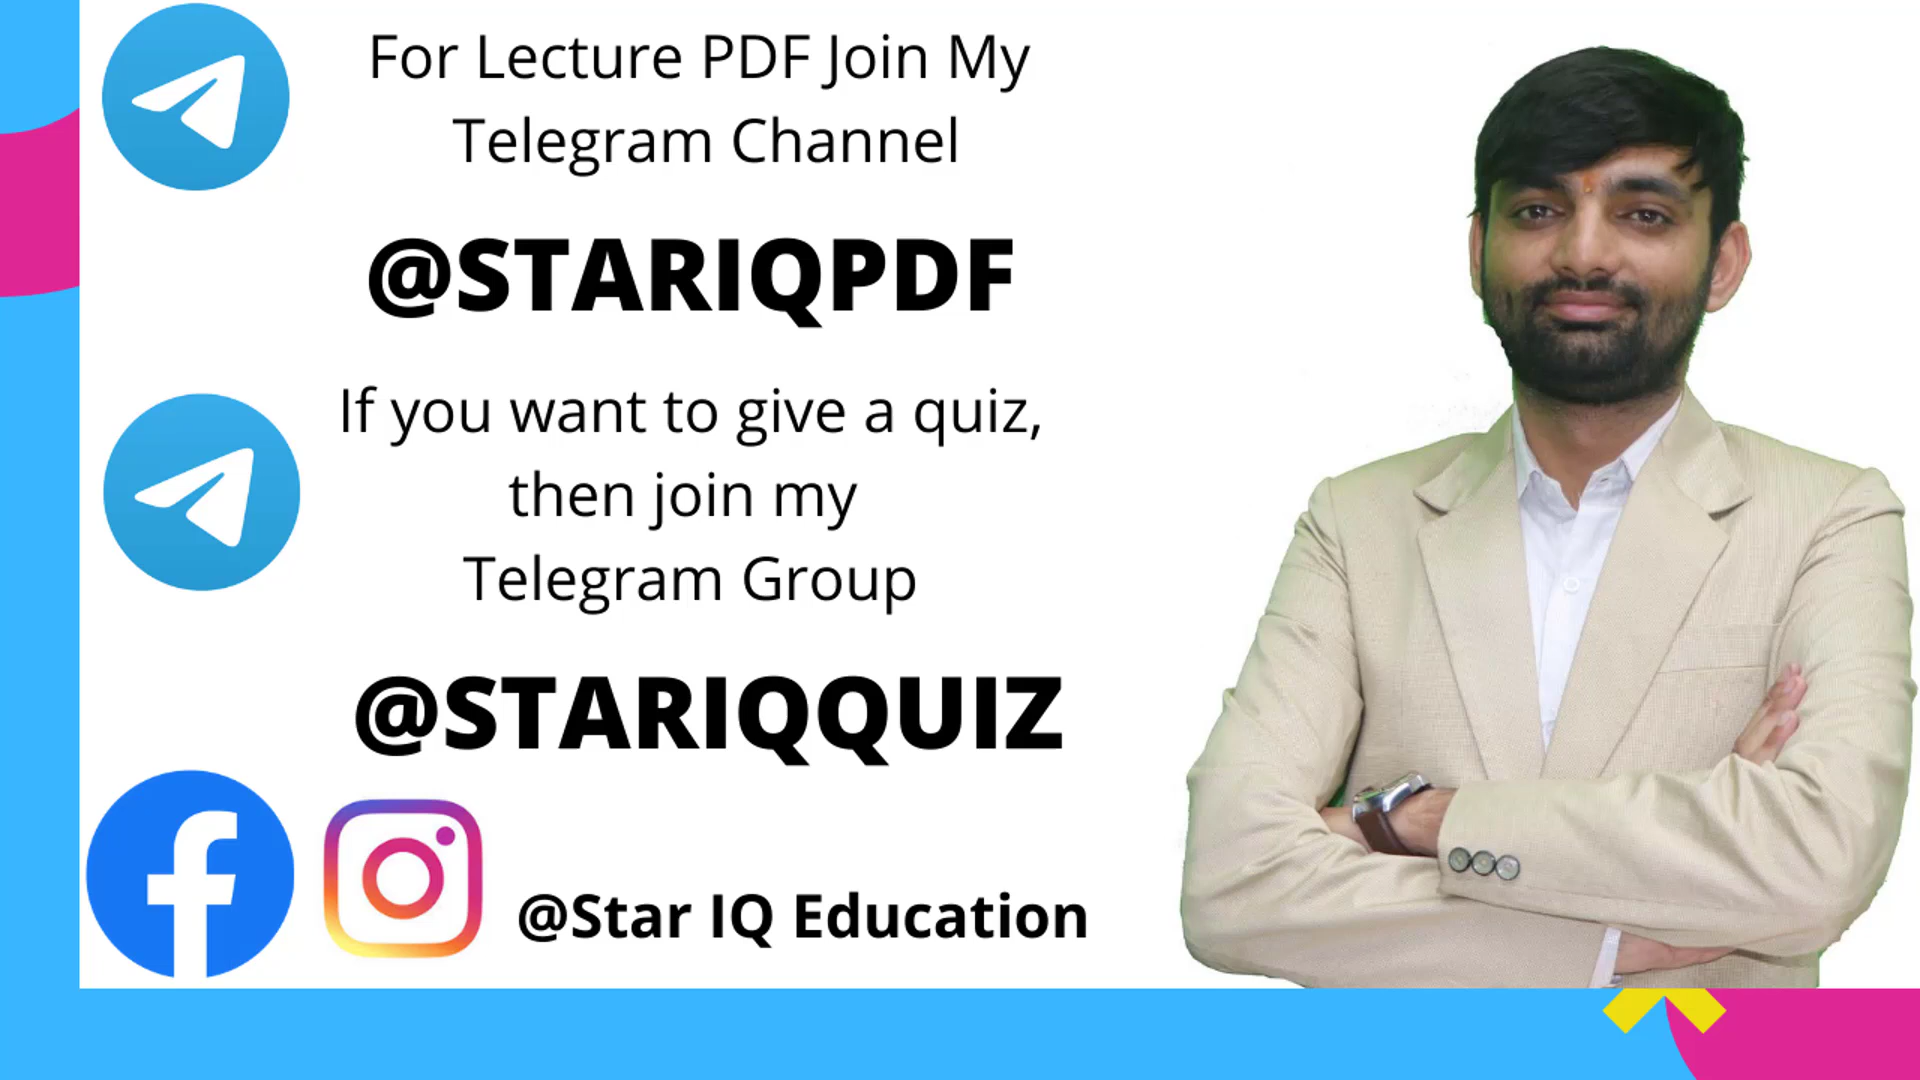 For Lecture PDF Join My
Telegram Channel
@STARIQPDF
If you want to give a quiz,
then join my
Telegram Group
@STARIQQUIZ
@Star IQ Education